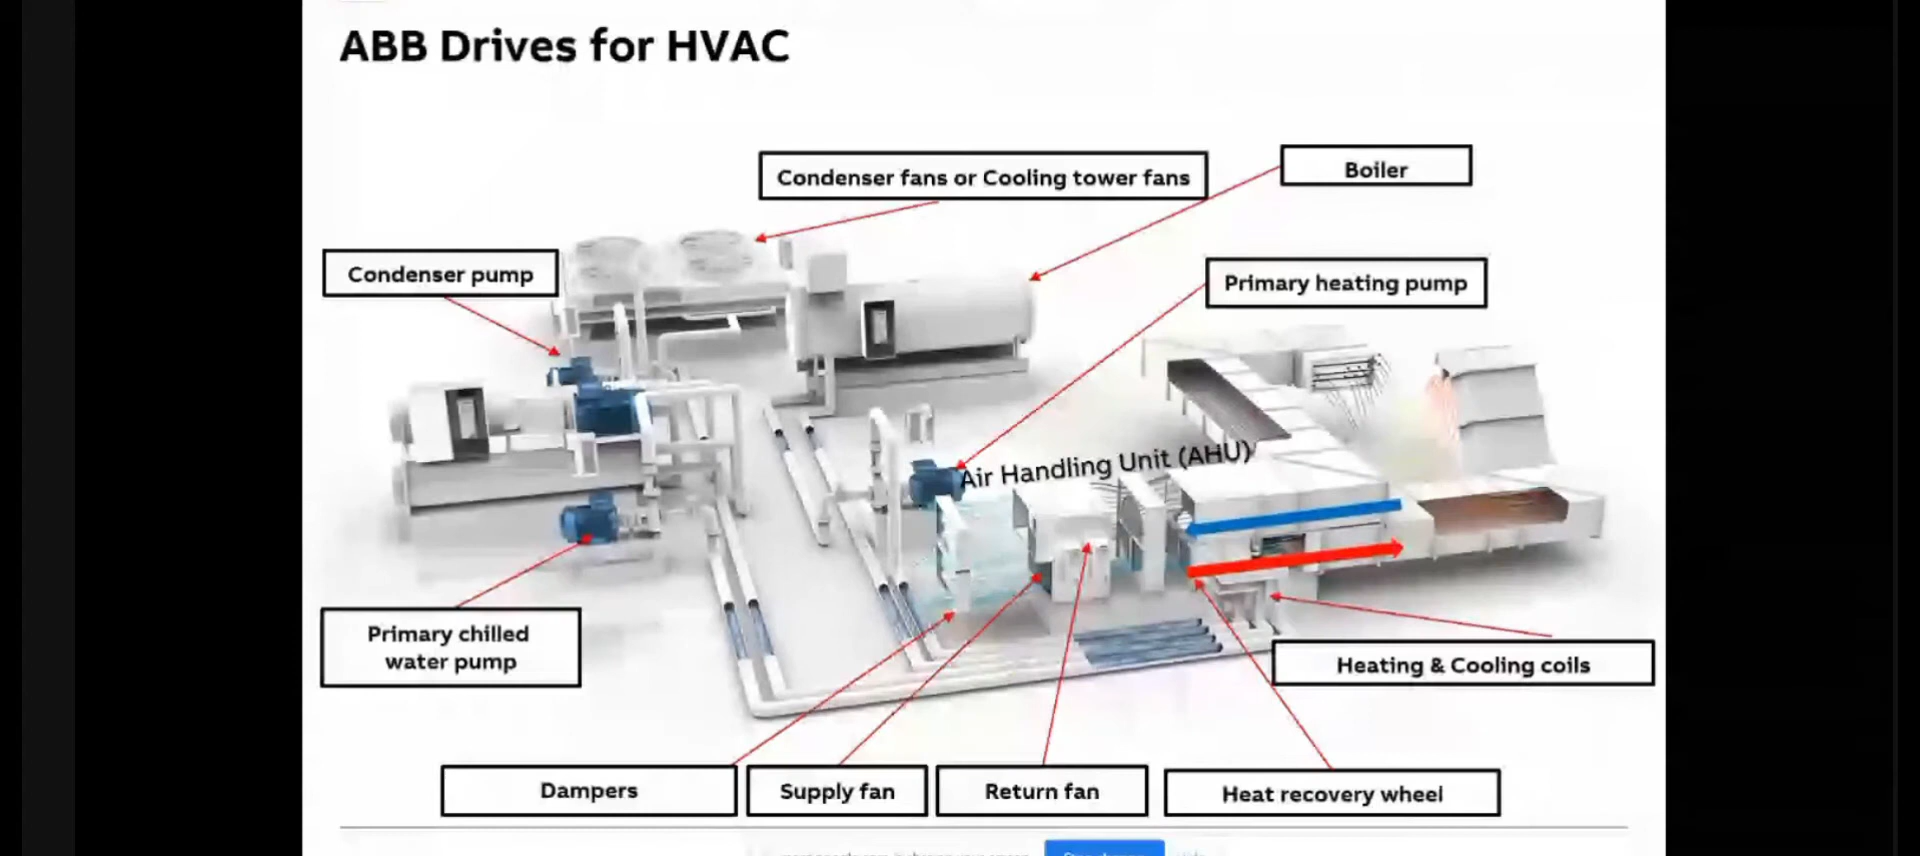 ABB Drives for HVAC
Condenser fans or Cooling tower fans
Boiler
Condenser pump
Primary heating pump
Air Handling Unit (AHU)
Primary chilled
water pump
Heating & Cooling coils
Dampers
Supply fan
Return fan
Heat recovery wheel